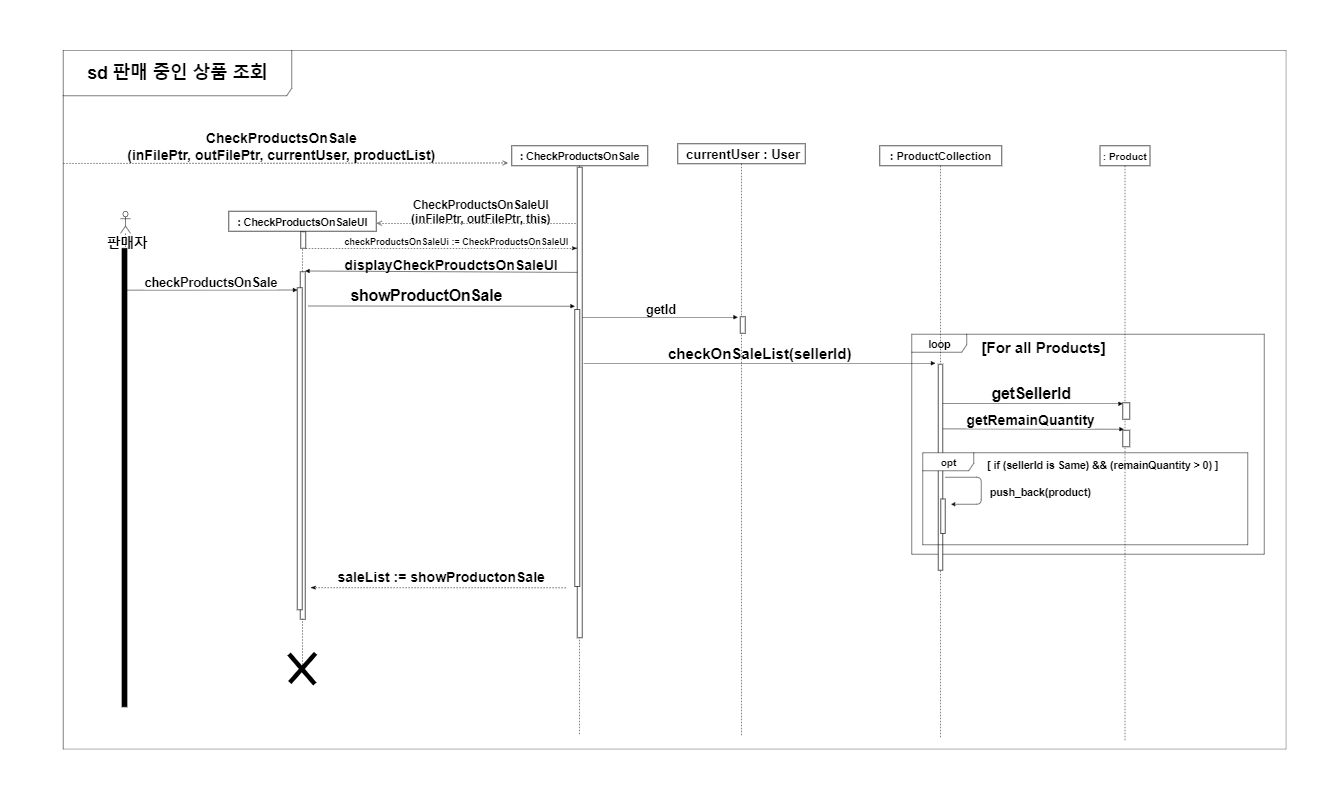 sd 판매 중인 상품 조회
CheckProductsOnSale
(inFilePtr, outFilePtr, currentUser, productList)
: CheckProductsOnSale
currentUser : User
: ProductCollection
: Product
CheckProductsOnSaleUI
(inFilePtr, outFilePtr, this)
: CheckProductsOnSaleUI
판매자
checkProductsOnSaleUi := CheckProductsOnSaleUI
displayCheckProudctsOnSaleUI
checkProductsOnSale
showProductOnSale
getId
loop
[For all Products]
checkOnSaleList(sellerId)
getSellerId
getRemainQuantity
opt
[ if (sellerId is Same) && (remainQuantity > 0) ]
push_back(product)
saleList := showProductonSale